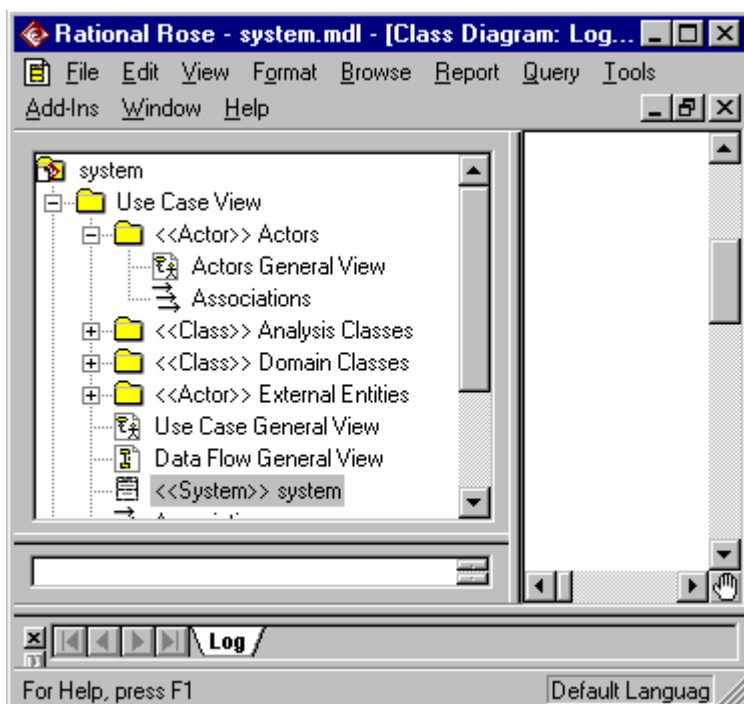 Rational Rose - system.mdl - [Class Diagram: Log...
File Edit View Format Browse Report Query Tools
Add-Ins Window Help
system
Use Case View
<<Actor>> Actors
Actors General View
Associations
<<Class>> Analysis Classes
<<Class>> Domain Classes
<<Actor>> External Entities
Use Case General View
Data Flow General View
<<System>> system
Log
For Help, press F1 Default Languag